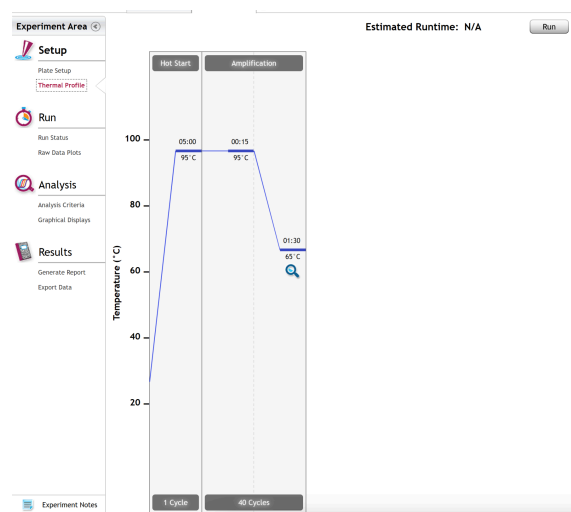 Experiment Area
Estimated Runtime: N/A
Run
Setup
Plate Setup
Thermal Profile
Run
Run Status
Raw Data Plots
Analysis
Analysis Criteria
Graphical Displays
Results
Generate Report
Export Data
Experiment Notes
Hot Start
Amplification
Temperature (°C)
100
80
60
40
20
05:00
95°C
00:15
95°C
01:30
65°C
1 Cycle
40 Cycles